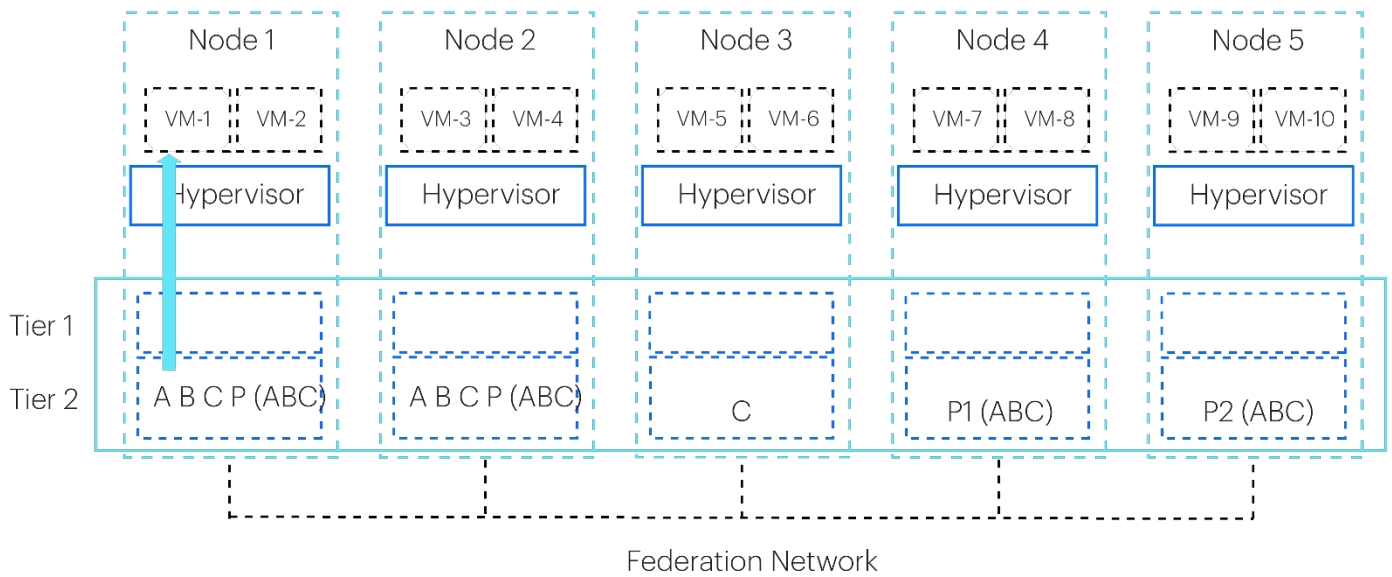 Node 1 Node 2 Node 3 Node 4 Node 5
VM-1 VM-2 VM-3 VM-4 VM-5 VM-6 VM-7 VM-8 VM-9 VM-10
Hypervisor Hypervisor Hypervisor Hypervisor Hypervisor
Tier 1
Tier 2 A B C P (ABC) A B C P (ABC) C P1 (ABC) P2 (ABC)
Federation Network